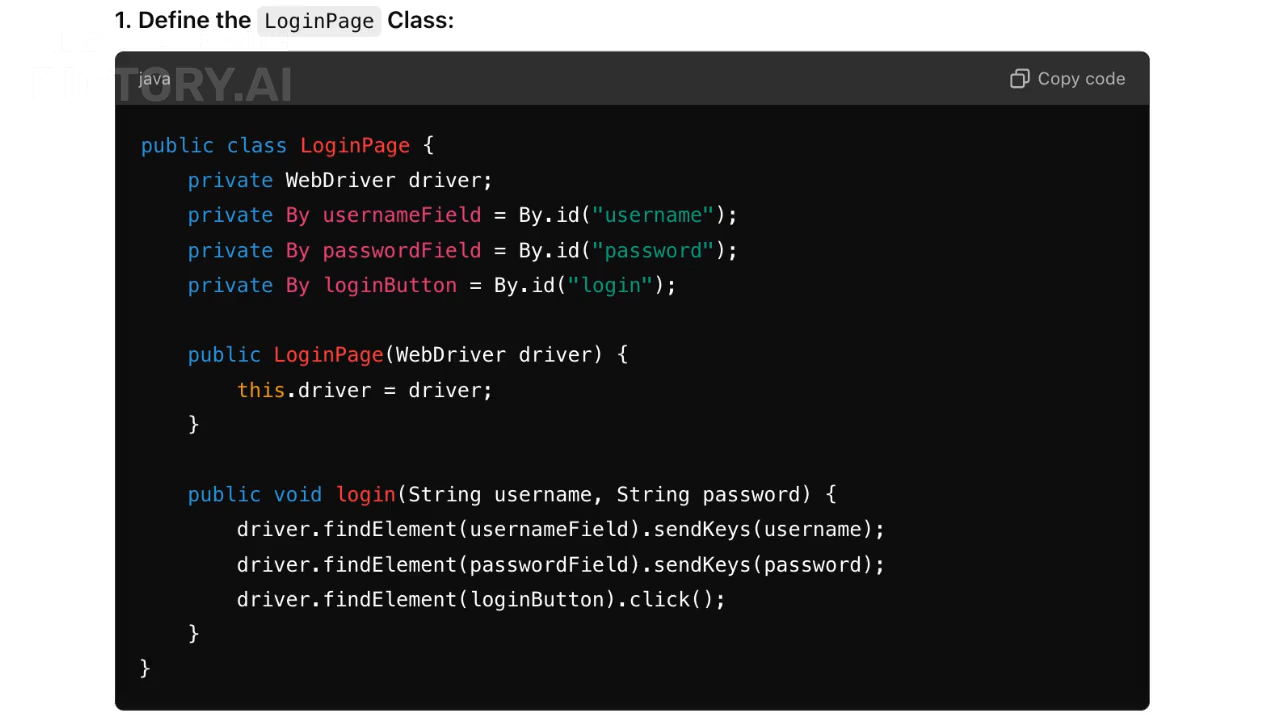 1. Define the LoginPage Class:
java
Copy code
public class LoginPage {
    private WebDriver driver;
    private By usernameField = By.id("username");
    private By passwordField = By.id("password");
    private By loginButton = By.id("login");
    public LoginPage(WebDriver driver) {
        this.driver = driver;
    }
    public void login(String username, String password) {
        driver.findElement(usernameField).sendKeys(username);
        driver.findElement(passwordField).sendKeys(password);
        driver.findElement(loginButton).click();
    }
}